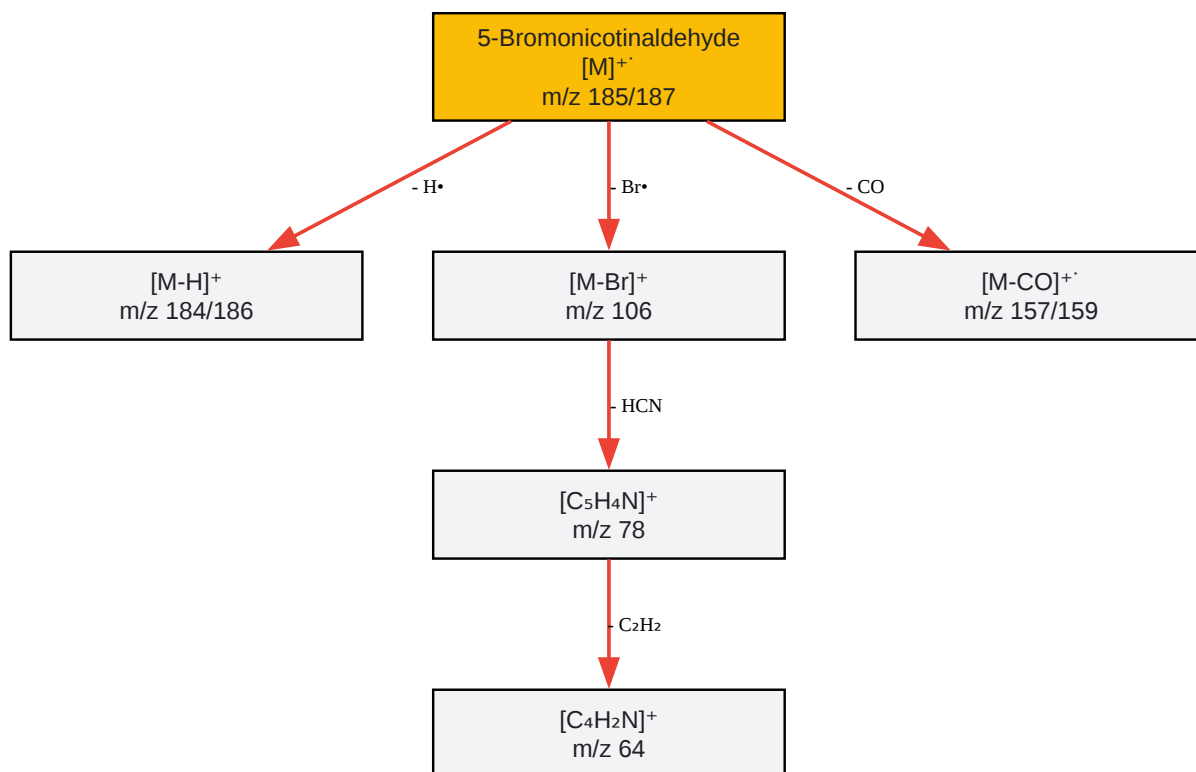 5-Bromonicotinaldehyde
[M]⁺˙
m/z 185/187
- H•
- Br•
- CO
[M-H]⁺
m/z 184/186
[M-Br]⁺
m/z 106
[M-CO]⁺˙
m/z 157/159
- HCN
[C₅H₄N]⁺
m/z 78
- C₂H₂
[C₄H₂N]⁺
m/z 64